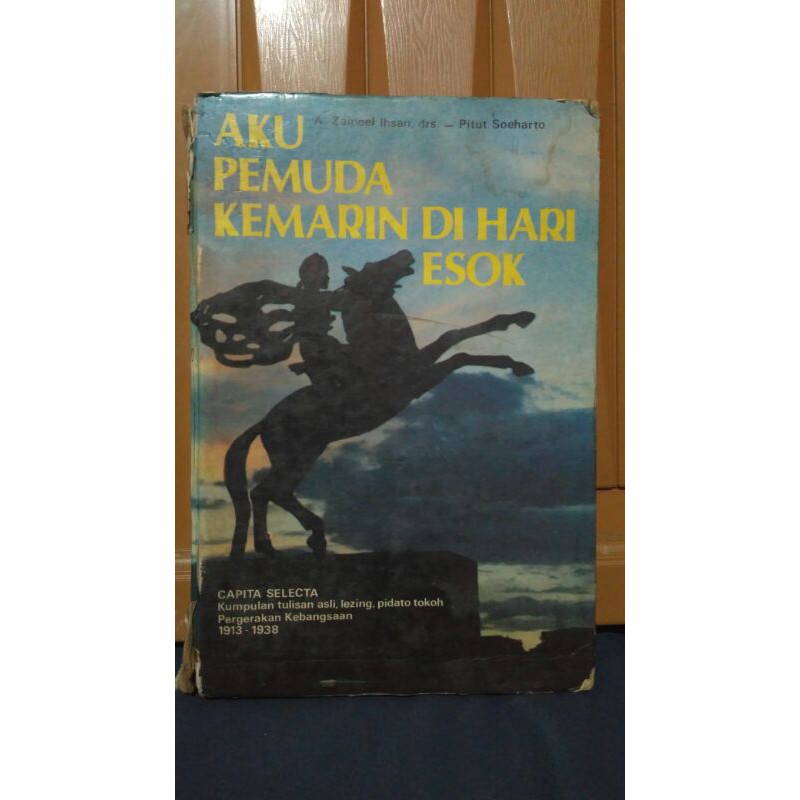 A. Zainoel Ihsan, drs. – Pitut Soeharto
AKU
PEMUDA
KEMARIN DI HARI
ESOK
CAPITA SELECTA
Kumpulan tulisan asli, lezing, pidato tokoh
Pergerakan Kebangsaan
1913 - 1938